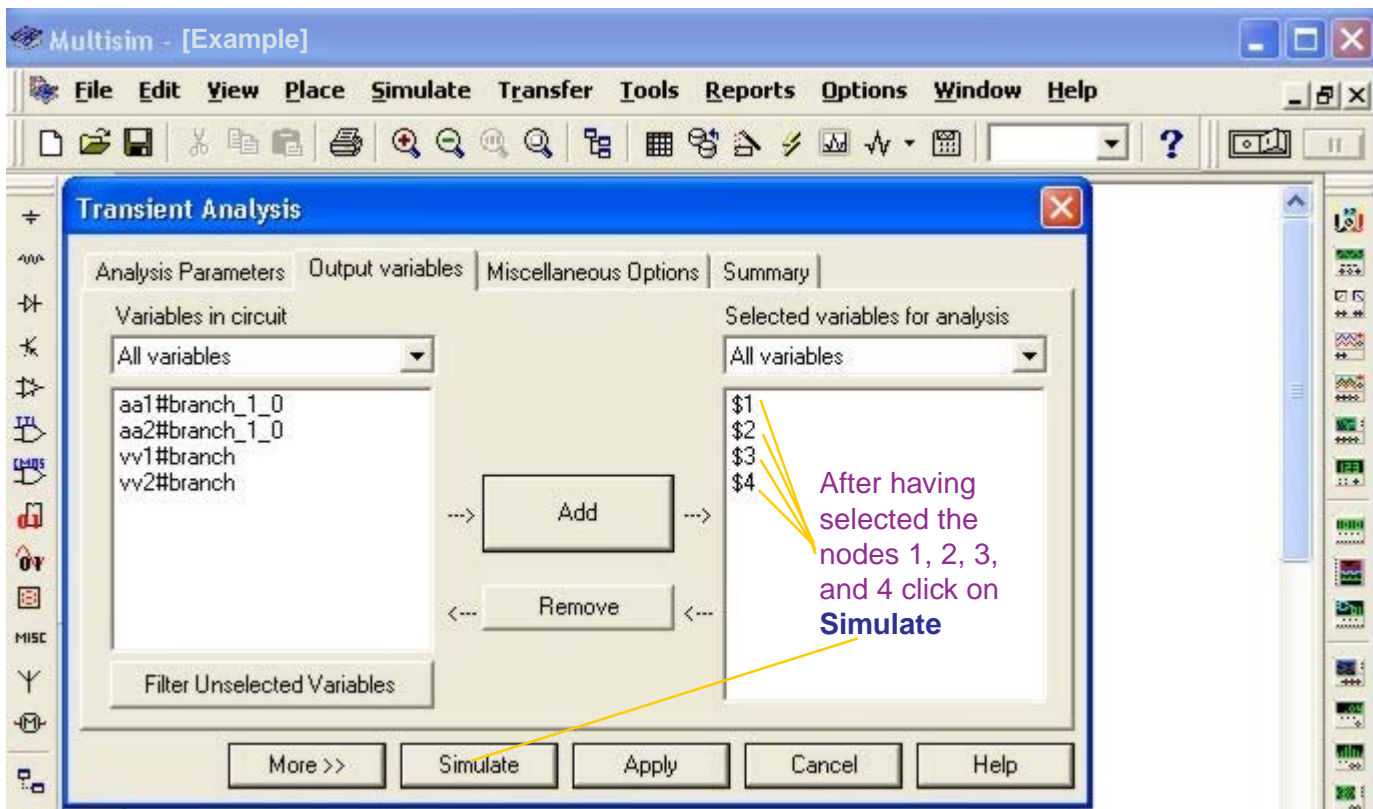 Multisim - [Example]
File Edit View Place Simulate Transfer Tools Reports Options Window Help
Transient Analysis
Analysis Parameters Output variables Miscellaneous Options Summary
Variables in circuit
Selected variables for analysis
All variables
All variables
aa1#branch_1_0
aa2#branch_1_0
vv1#branch
vv2#branch
$1
$2
$3
$4
After having
selected the
nodes 1, 2, 3,
and 4 click on
Simulate
---> Add --->
<--- Remove <---
Filter Unselected Variables
More >> Simulate Apply Cancel Help
TTL
CMOS
MISC